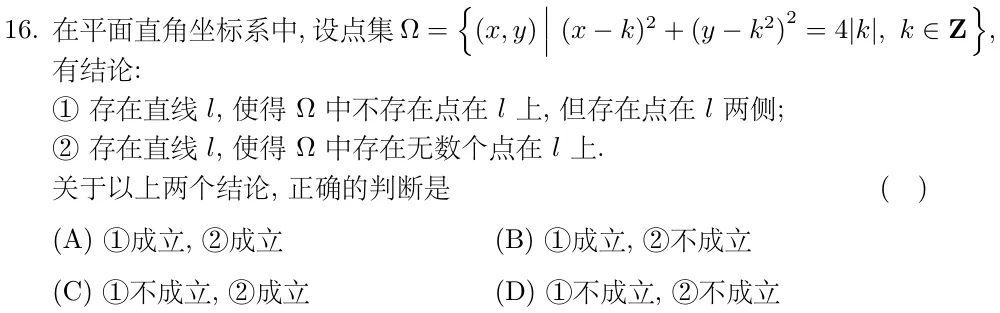 16. 在平面直角坐标系中, 设点集 Ω = {(x, y) | (x − k)² + (y − k²)² = 4|k|, k ∈ Z},
有结论:
① 存在直线 l, 使得 Ω 中不存在点在 l 上, 但存在点在 l 两侧;
② 存在直线 l, 使得 Ω 中存在无数个点在 l 上.
关于以上两个结论, 正确的判断是 ( )
(A) ①成立, ②成立 (B) ①成立, ②不成立
(C) ①不成立, ②成立 (D) ①不成立, ②不成立